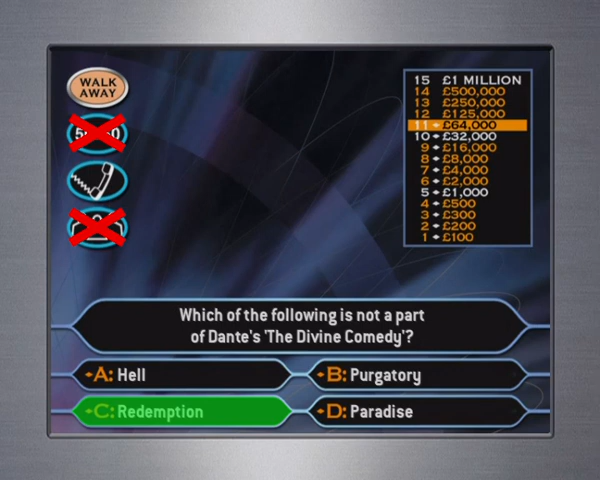 WALK
AWAY
15 £1 MILLION
14 £500,000
13 £250,000
12 £125,000
11 £64,000
10 £32,000
9 £16,000
8 £8,000
7 £4,000
6 £2,000
5 £1,000
4 £500
3 £300
2 £200
1 £100
Which of the following is not a part
of Dante's 'The Divine Comedy'?
A: Hell
B: Purgatory
C: Redemption
D: Paradise